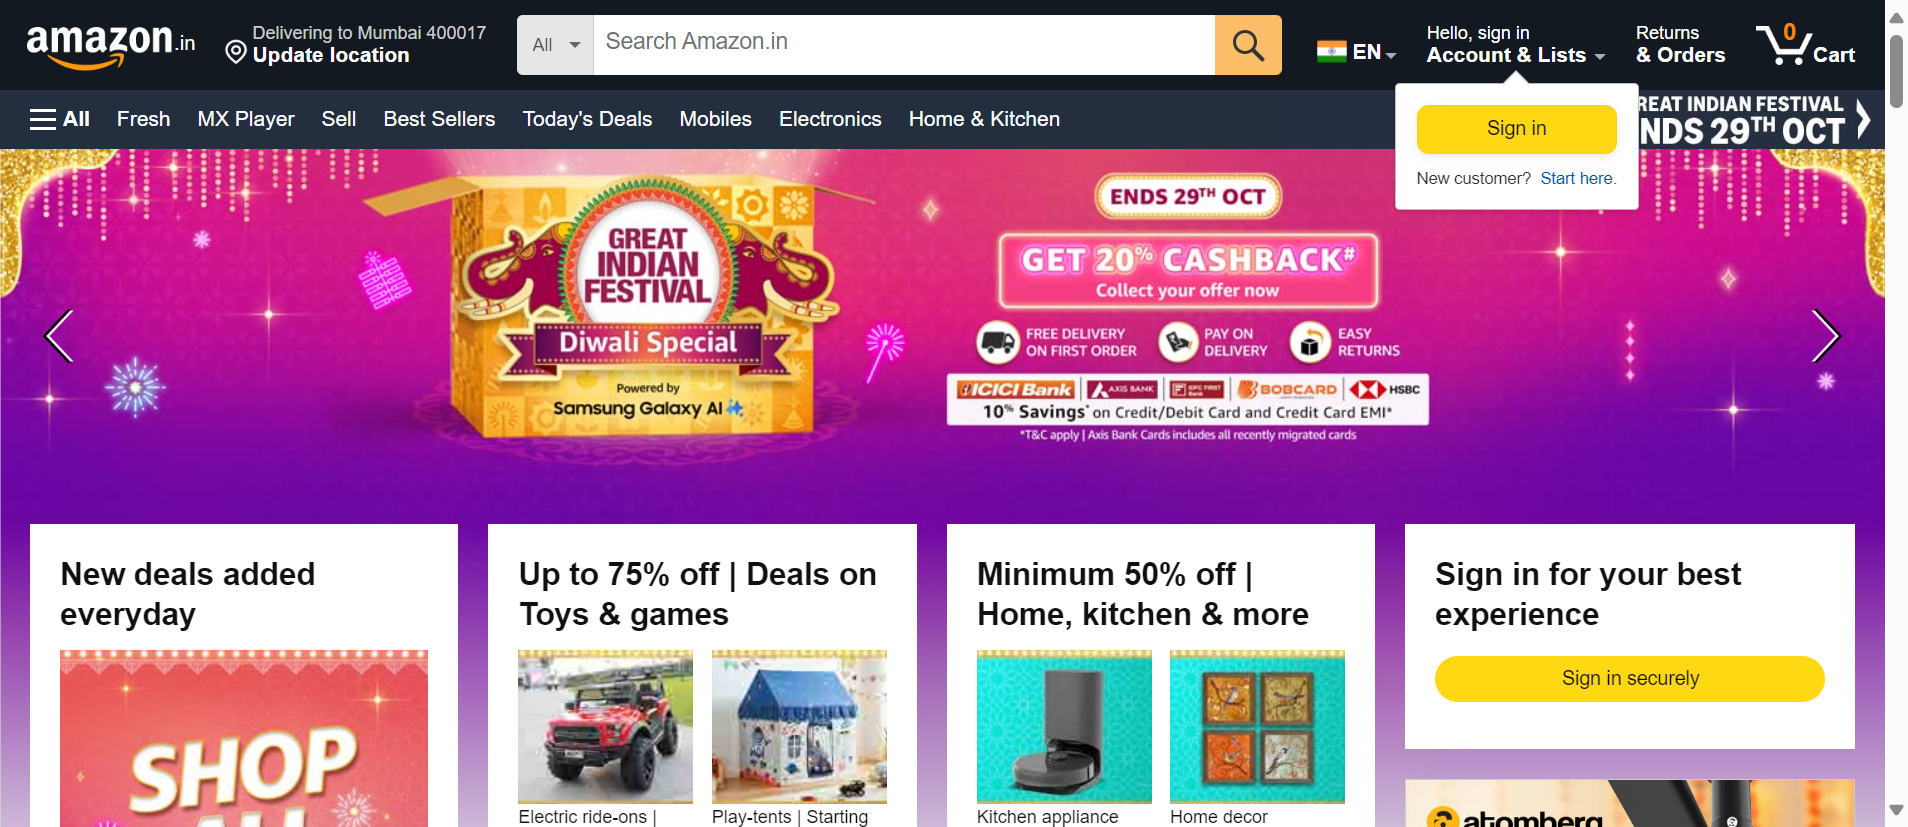 amazon.in
Delivering to Mumbai 400017
Update location
All
Search Amazon.in
EN
Hello, sign in
Account & Lists
Returns
& Orders
0
Cart
All
Fresh
MX Player
Sell
Best Sellers
Today's Deals
Mobiles
Electronics
Home & Kitchen
Sign in
New customer? Start here.
REAT INDIAN FESTIVAL
NDS 29TH OCT
GREAT
INDIAN
FESTIVAL
Diwali Special
Powered by
Samsung Galaxy AI
ENDS 29TH OCT
GET 20% CASHBACK#
Collect your offer now
FREE DELIVERY
ON FIRST ORDER
PAY ON
DELIVERY
EASY
RETURNS
ICICI Bank
AXIS BANK
IDFC FIRST
Bank
BOBCARD
HSBC
10% Savings* on Credit/Debit Card and Credit Card EMI*
*T&C apply | Axis Bank Cards includes all recently migrated cards
New deals added
everyday
SHOP
ALL
Up to 75% off | Deals on
Toys & games
Electric ride-ons |
Play-tents | Starting
Minimum 50% off |
Home, kitchen & more
Kitchen appliance
Home decor
Sign in for your best
experience
Sign in securely
atomberg